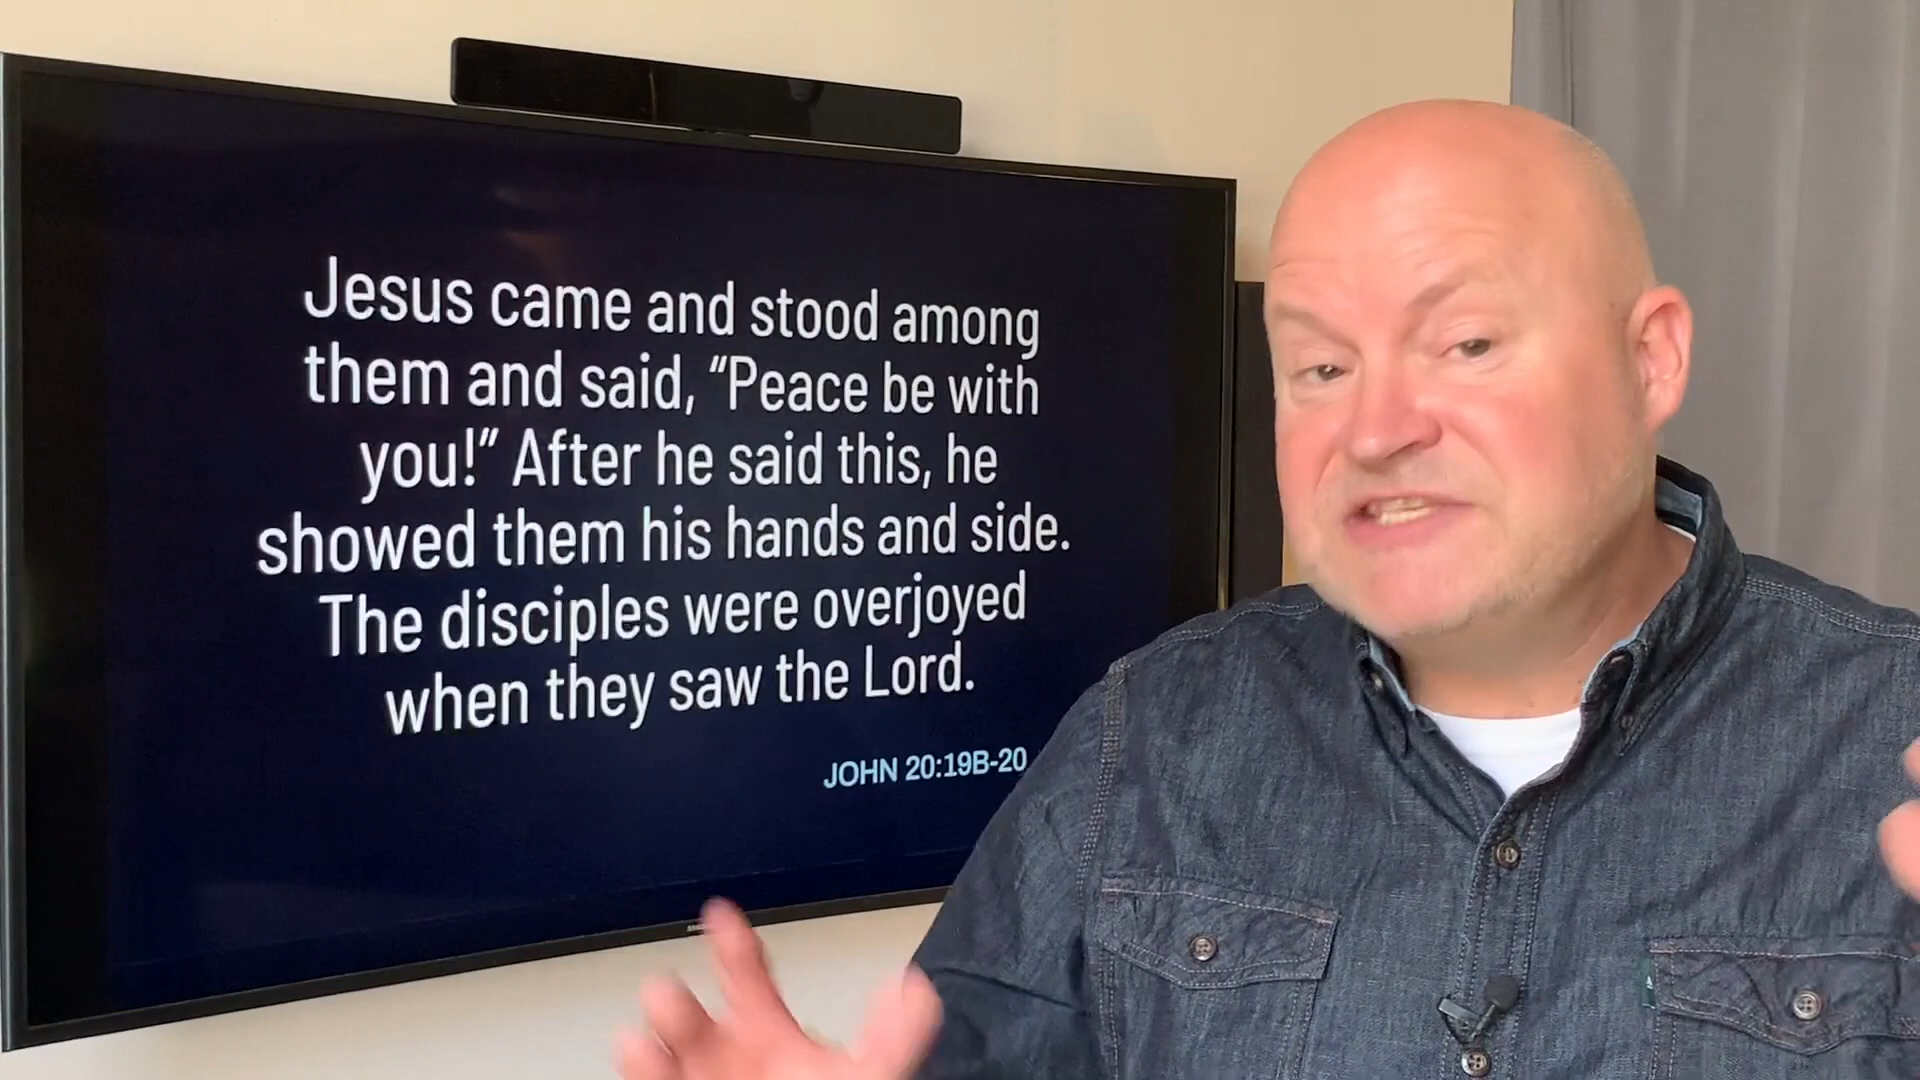 Jesus came and stood among
them and said, “Peace be with
you!” After he said this, he
showed them his hands and side.
The disciples were overjoyed
when they saw the Lord.
JOHN 20:19B-20